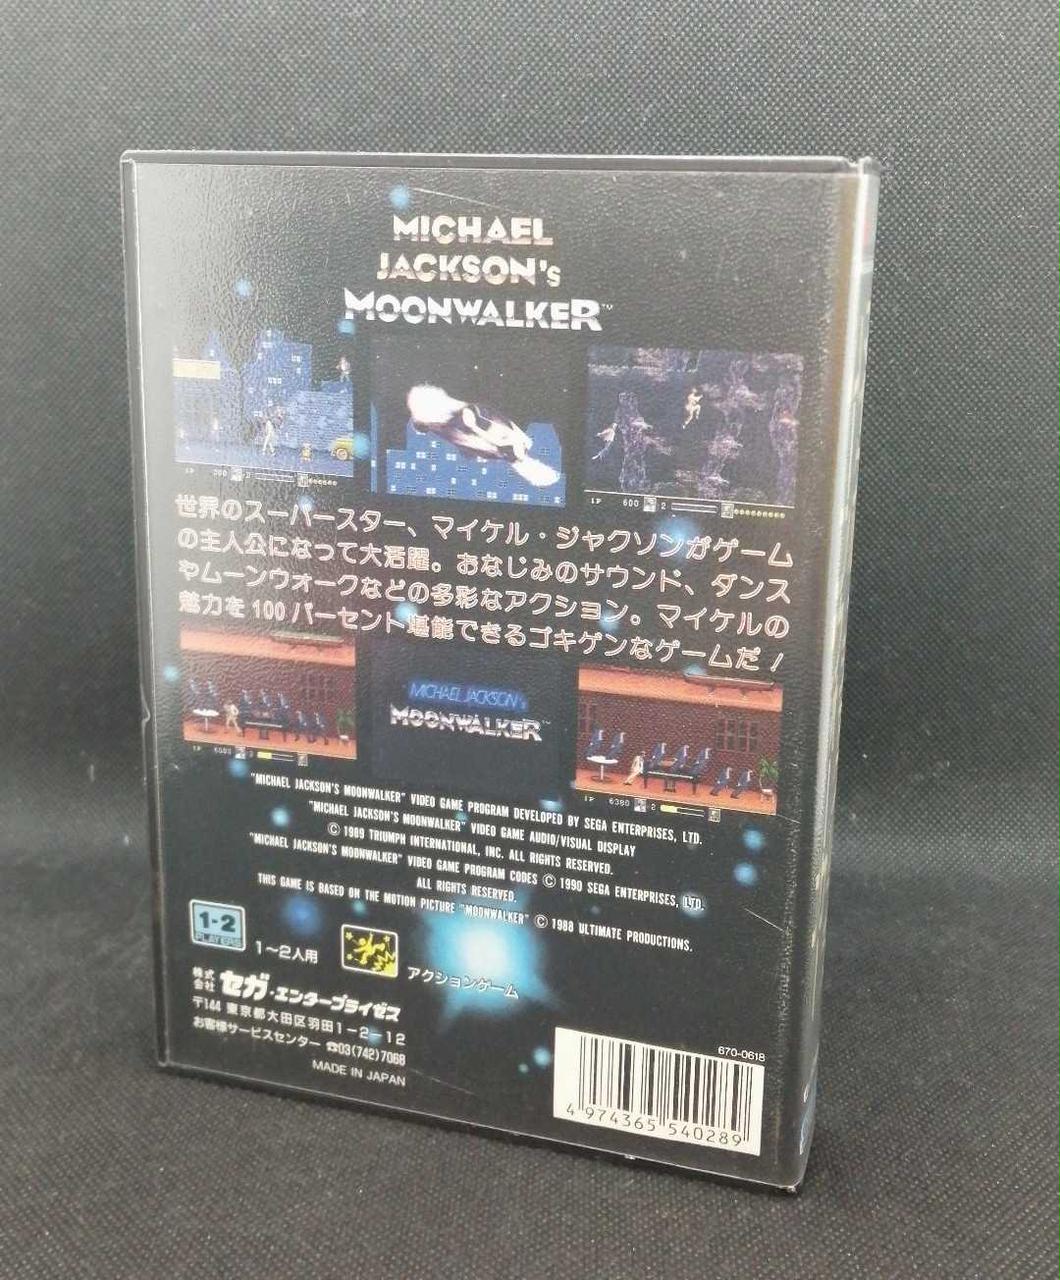 MICHAEL
JACKSON's
MOONWALKER™
1P 300 2
1P 600 2
世界のスーパースター、マイケル・ジャクソンがゲーム
の主人公になって大活躍。おなじみのサウンド、ダンス
やムーンウォークなどの多彩なアクション。マイケルの
魅力を100パーセント堪能できるゴキゲンなゲームだ！
MICHAEL JACKSON's
MOONWALKER™
1P
1P 6380 2
"MICHAEL JACKSON'S MOONWALKER" VIDEO GAME PROGRAM DEVELOPED BY SEGA ENTERPRISES, LTD.
"MICHAEL JACKSON'S MOONWALKER" VIDEO GAME AUDIO/VISUAL DISPLAY
© 1989 TRIUMPH INTERNATIONAL, INC. ALL RIGHTS RESERVED.
"MICHAEL JACKSON'S MOONWALKER" VIDEO GAME PROGRAM CODES © 1990 SEGA ENTERPRISES, LTD.
ALL RIGHTS RESERVED.
THIS GAME IS BASED ON THE MOTION PICTURE "MOONWALKER" © 1988 ULTIMATE PRODUCTIONS.
1-2
PLAYERS
1〜2人用
アクションゲーム
株式会社 セガ・エンタープライゼス
〒144 東京都大田区羽田1-2-12
お客様サービスセンター ☎03(742)7068
MADE IN JAPAN
670-0618
4 974365 540289